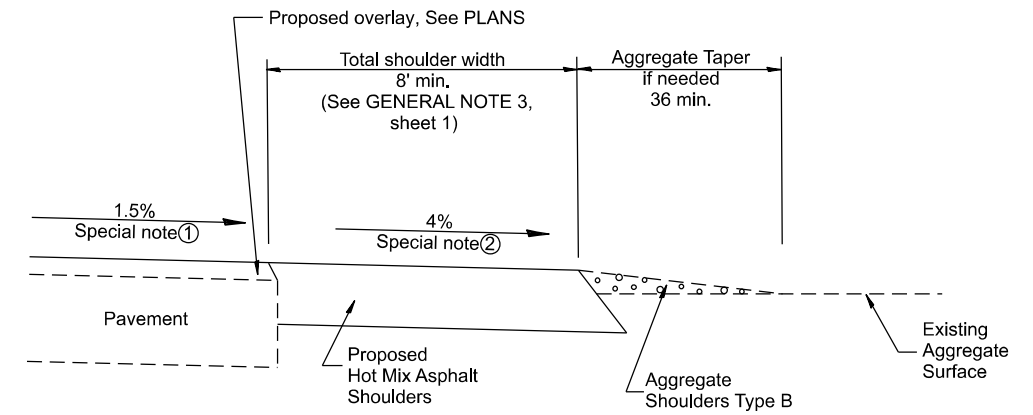 Proposed overlay, See PLANS
Total shoulder width
8' min.
(See GENERAL NOTE 3,
sheet 1)
Aggregate Taper
if needed
36 min.
1.5%
Special note①
4%
Special note②
Pavement
Proposed
Hot Mix Asphalt
Shoulders
Aggregate
Shoulders Type B
Existing
Aggregate
Surface